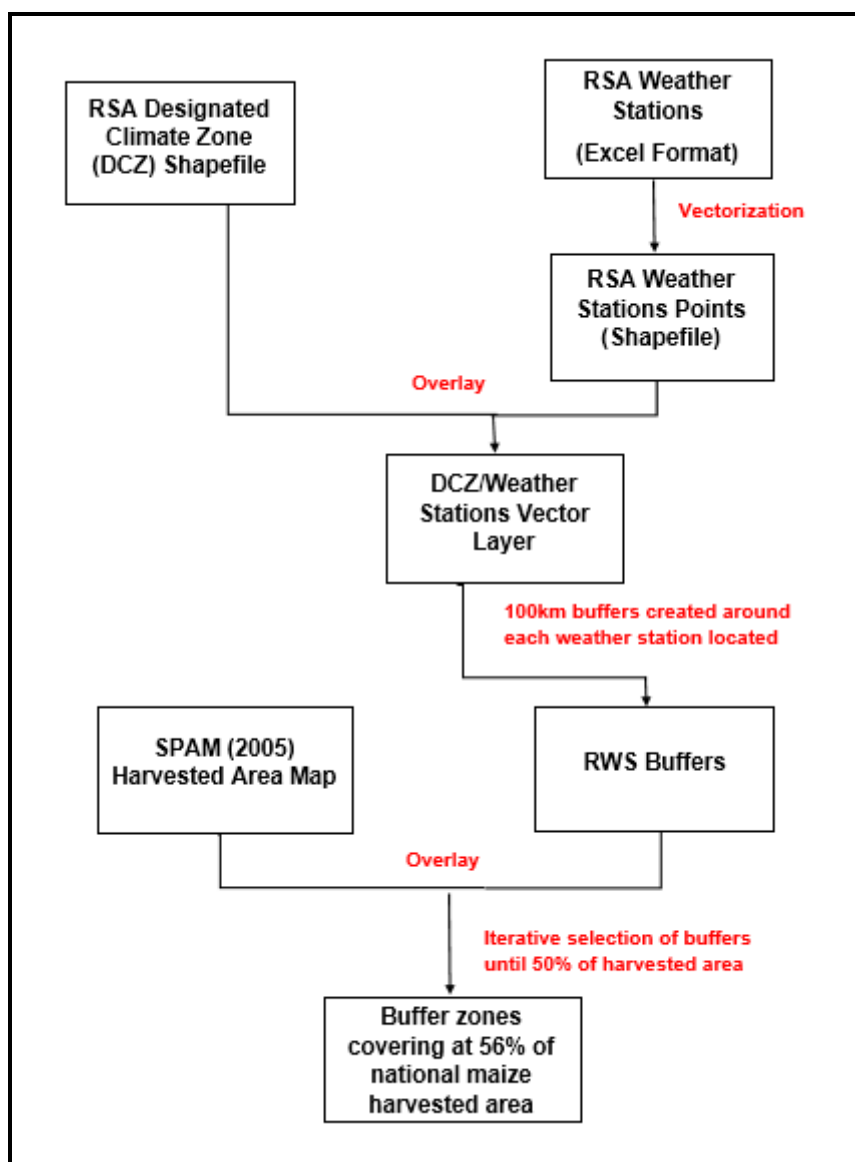 RSA Designated
Climate Zone
(DCZ) Shapefile
RSA Weather
Stations
(Excel Format)
Vectorization
RSA Weather
Stations Points
(Shapefile)
Overlay
DCZ/Weather
Stations Vector
Layer
100km buffers created around
each weather station located
SPAM (2005)
Harvested Area Map
RWS Buffers
Overlay
Iterative selection of buffers
until 50% of harvested area
Buffer zones
covering at 56% of
national maize
harvested area